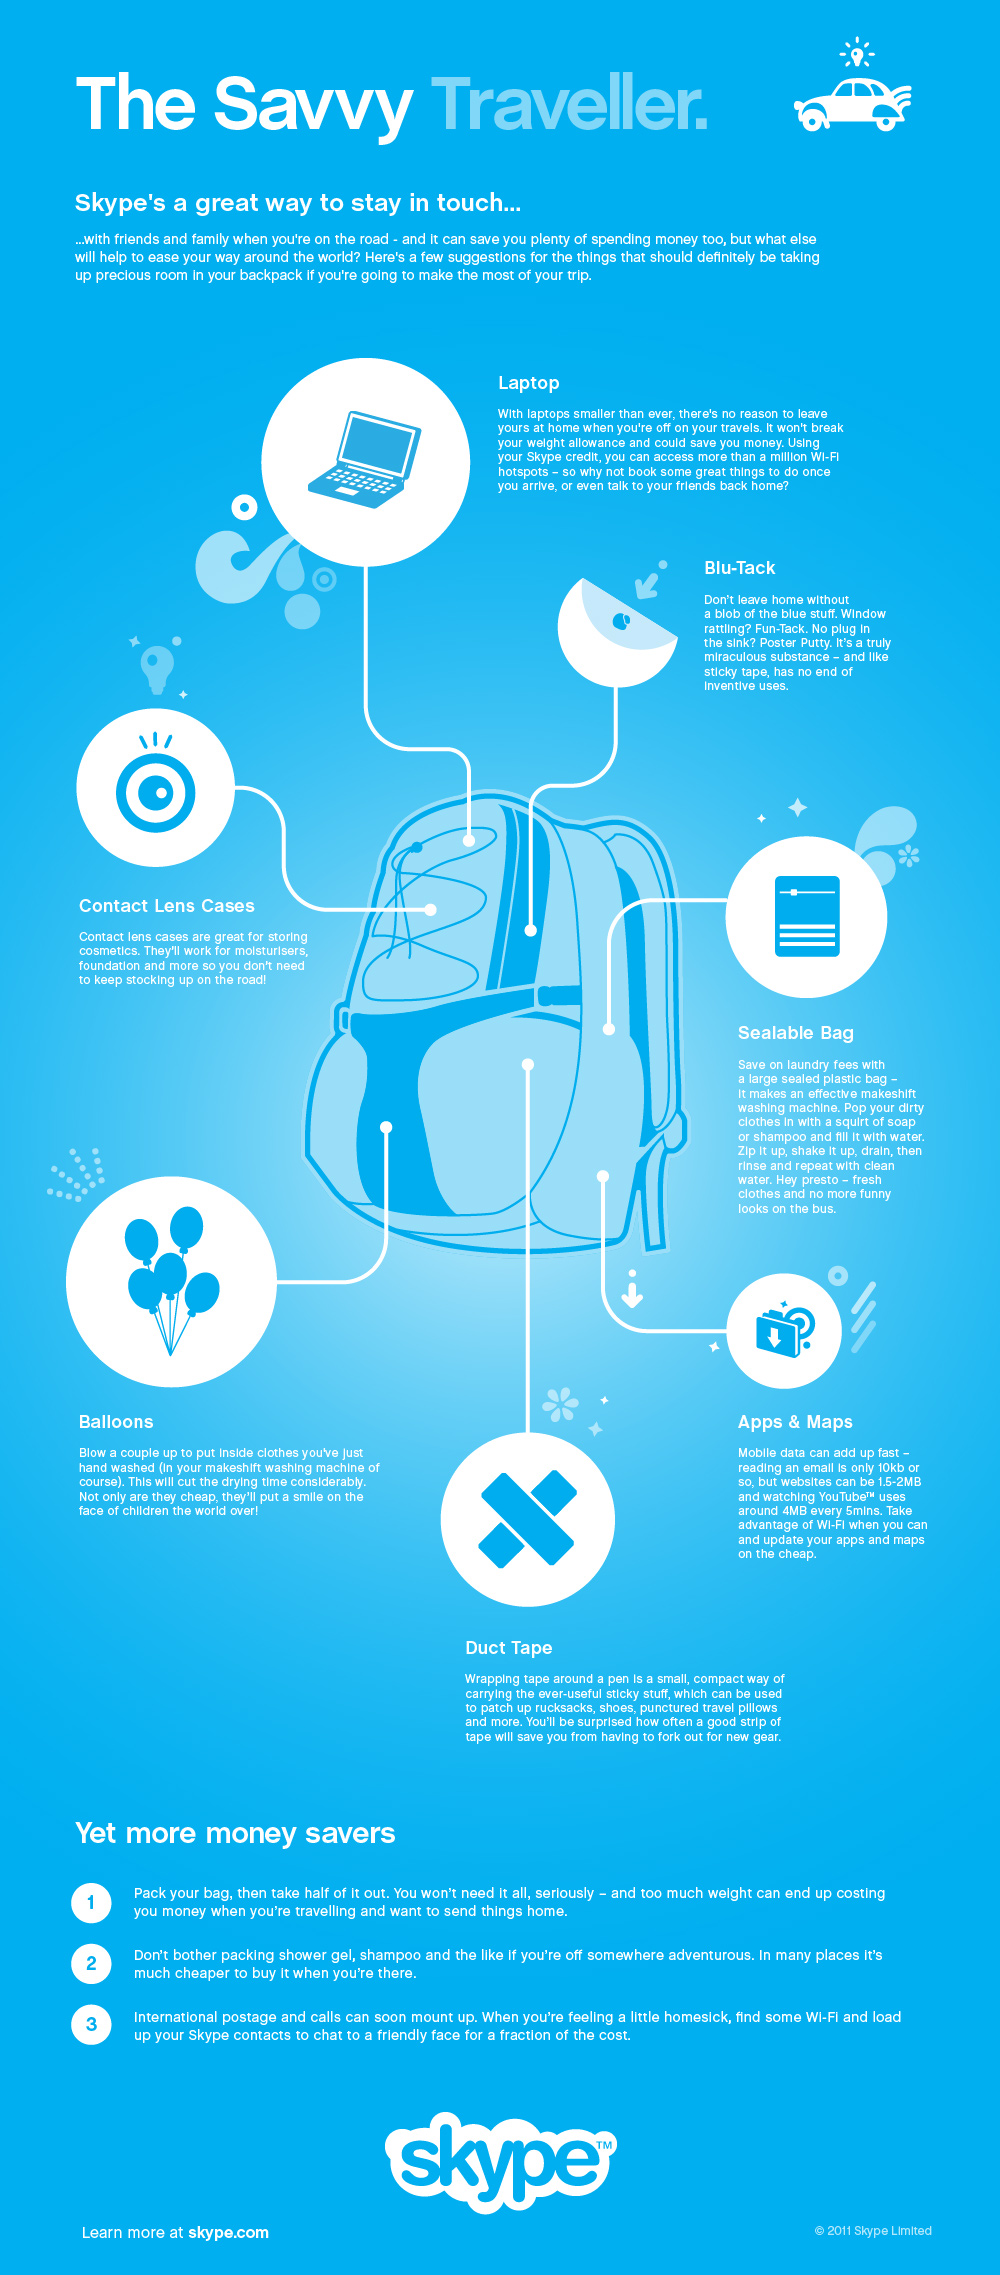 The Savvy Traveller.
Skype's a great way to stay in touch...
...with friends and family when you're on the road - and it can save you plenty of spending money too, but what else
will help to ease your way around the world? Here's a few suggestions for the things that should definitely be taking
up precious room in your backpack if you're going to make the most of your trip.
Laptop
With laptops smaller than ever, there's no reason to leave
yours at home when you're off on your travels. It won't break
your weight allowance and could save you money. Using
your Skype credit, you can access more than a million Wi-Fi
hotspots – so why not book some great things to do once
you arrive, or even talk to your friends back home?
Blu-Tack
Don't leave home without
a blob of the blue stuff. Window
rattling? Fun-Tack. No plug in
the sink? Poster Putty. It's a truly
miraculous substance – and like
sticky tape, has no end of
inventive uses.
Contact Lens Cases
Contact lens cases are great for storing
cosmetics. They'll work for moisturisers,
foundation and more so you don't need
to keep stocking up on the road!
Sealable Bag
Save on laundry fees with
a large sealed plastic bag –
it makes an effective makeshift
washing machine. Pop your dirty
clothes in with a squirt of soap
or shampoo and fill it with water.
Zip it up, shake it up, drain, then
rinse and repeat with clean
water. Hey presto – fresh
clothes and no more funny
looks on the bus.
Balloons
Blow a couple up to put inside clothes you've just
hand washed (in your makeshift washing machine of
course). This will cut the drying time considerably.
Not only are they cheap, they'll put a smile on the
face of children the world over!
Apps & Maps
Mobile data can add up fast –
reading an email is only 10kb or
so, but websites can be 1.5-2MB
and watching YouTube™ uses
around 4MB every 5mins. Take
advantage of Wi-Fi when you can
and update your apps and maps
on the cheap.
Duct Tape
Wrapping tape around a pen is a small, compact way of
carrying the ever-useful sticky stuff, which can be used
to patch up rucksacks, shoes, punctured travel pillows
and more. You'll be surprised how often a good strip of
tape will save you from having to fork out for new gear.
Yet more money savers
1 Pack your bag, then take half of it out. You won't need it all, seriously – and too much weight can end up costing
you money when you're travelling and want to send things home.
2 Don't bother packing shower gel, shampoo and the like if you're off somewhere adventurous. In many places it's
much cheaper to buy it when you're there.
3 International postage and calls can soon mount up. When you're feeling a little homesick, find some Wi-Fi and load
up your Skype contacts to chat to a friendly face for a fraction of the cost.
skype™
Learn more at skype.com
© 2011 Skype Limited